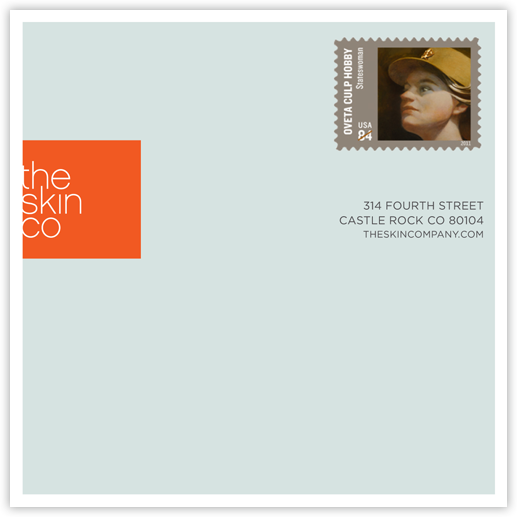 OVETA CULP HOBBY
Stateswoman
USA
84
2011
the
skin
co
314 FOURTH STREET
CASTLE ROCK CO 80104
THESKINCOMPANY.COM